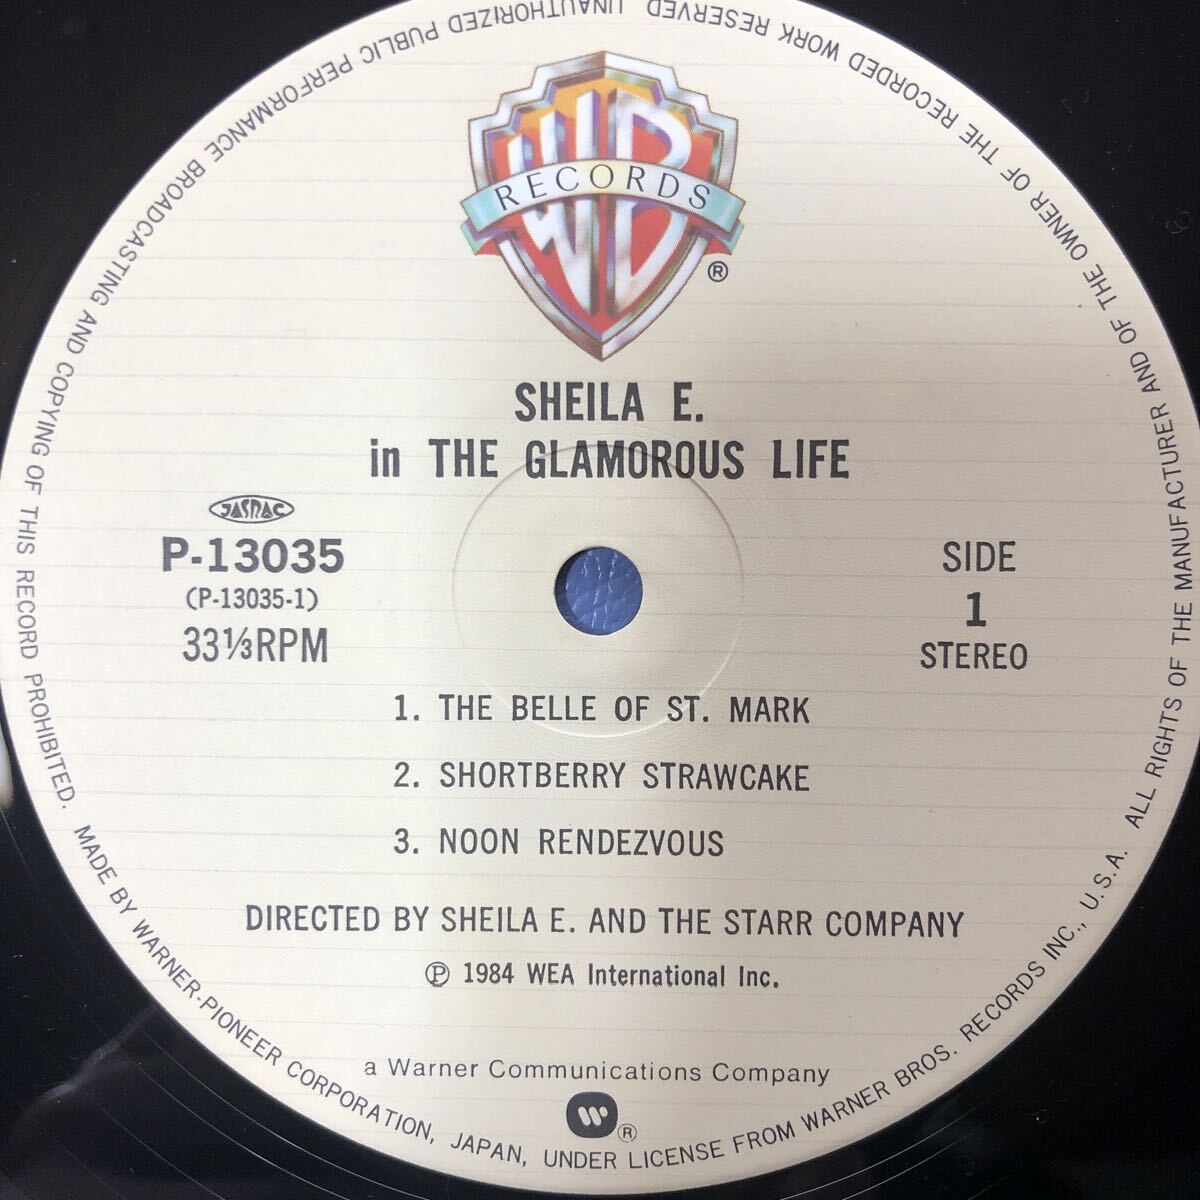 WB
RECORDS
®
SHEILA E.
in THE GLAMOROUS LIFE
JASRAC
P-13035
(P-13035-1)
33⅓RPM
SIDE
1
STEREO
1. THE BELLE OF ST. MARK
2. SHORTBERRY STRAWCAKE
3. NOON RENDEZVOUS
DIRECTED BY SHEILA E. AND THE STARR COMPANY
Ⓟ 1984 WEA International Inc.
a Warner Communications Company
®
MADE BY WARNER-PIONEER CORPORATION, JAPAN, UNDER LICENSE FROM WARNER BROS. RECORDS INC., U.S.A. ALL RIGHTS OF THE MANUFACTURER AND OF THE OWNER OF THE RECORDED WORK RESERVED UNAUTHORIZED PUBLIC PERFORMANCE BROADCASTING AND COPYING OF THIS RECORD PROHIBITED.